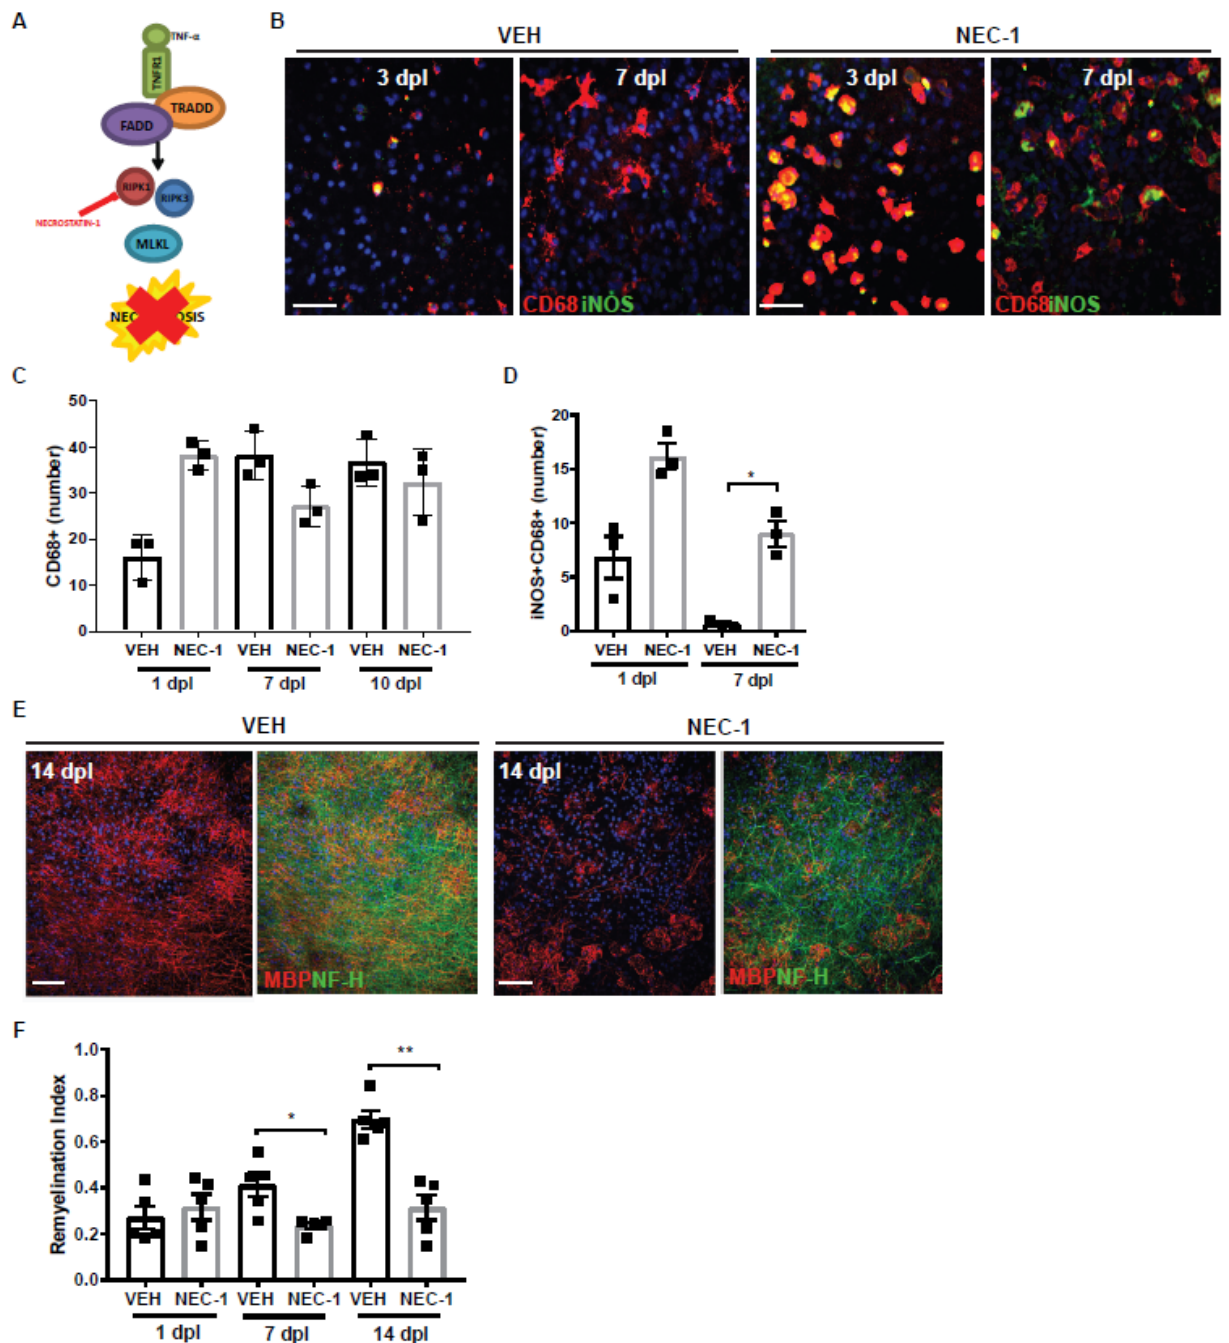 A
TNF-α
TNFR1
TRADD
FADD
RIPK1
RIPK3
NECROSTATIN-1
MLKL
B
VEH
NEC-1
3 dpl
7 dpl
3 dpl
7 dpl
CD68 iNOS
CD68 iNOS
C
CD68+ (number)
50
40
30
20
10
0
VEH NEC-1 VEH NEC-1 VEH NEC-1
1 dpl 7 dpl 10 dpl
D
iNOS+CD68+ (number)
20
15
10
5
0
*
VEH NEC-1 VEH NEC-1
1 dpl 7 dpl
E
VEH
NEC-1
14 dpl
14 dpl
MBPNF-H
MBPNF-H
F
Remyelination Index
1.0
0.8
0.6
0.4
0.2
0.0
*
**
VEH NEC-1 VEH NEC-1 VEH NEC-1
1 dpl 7 dpl 14 dpl